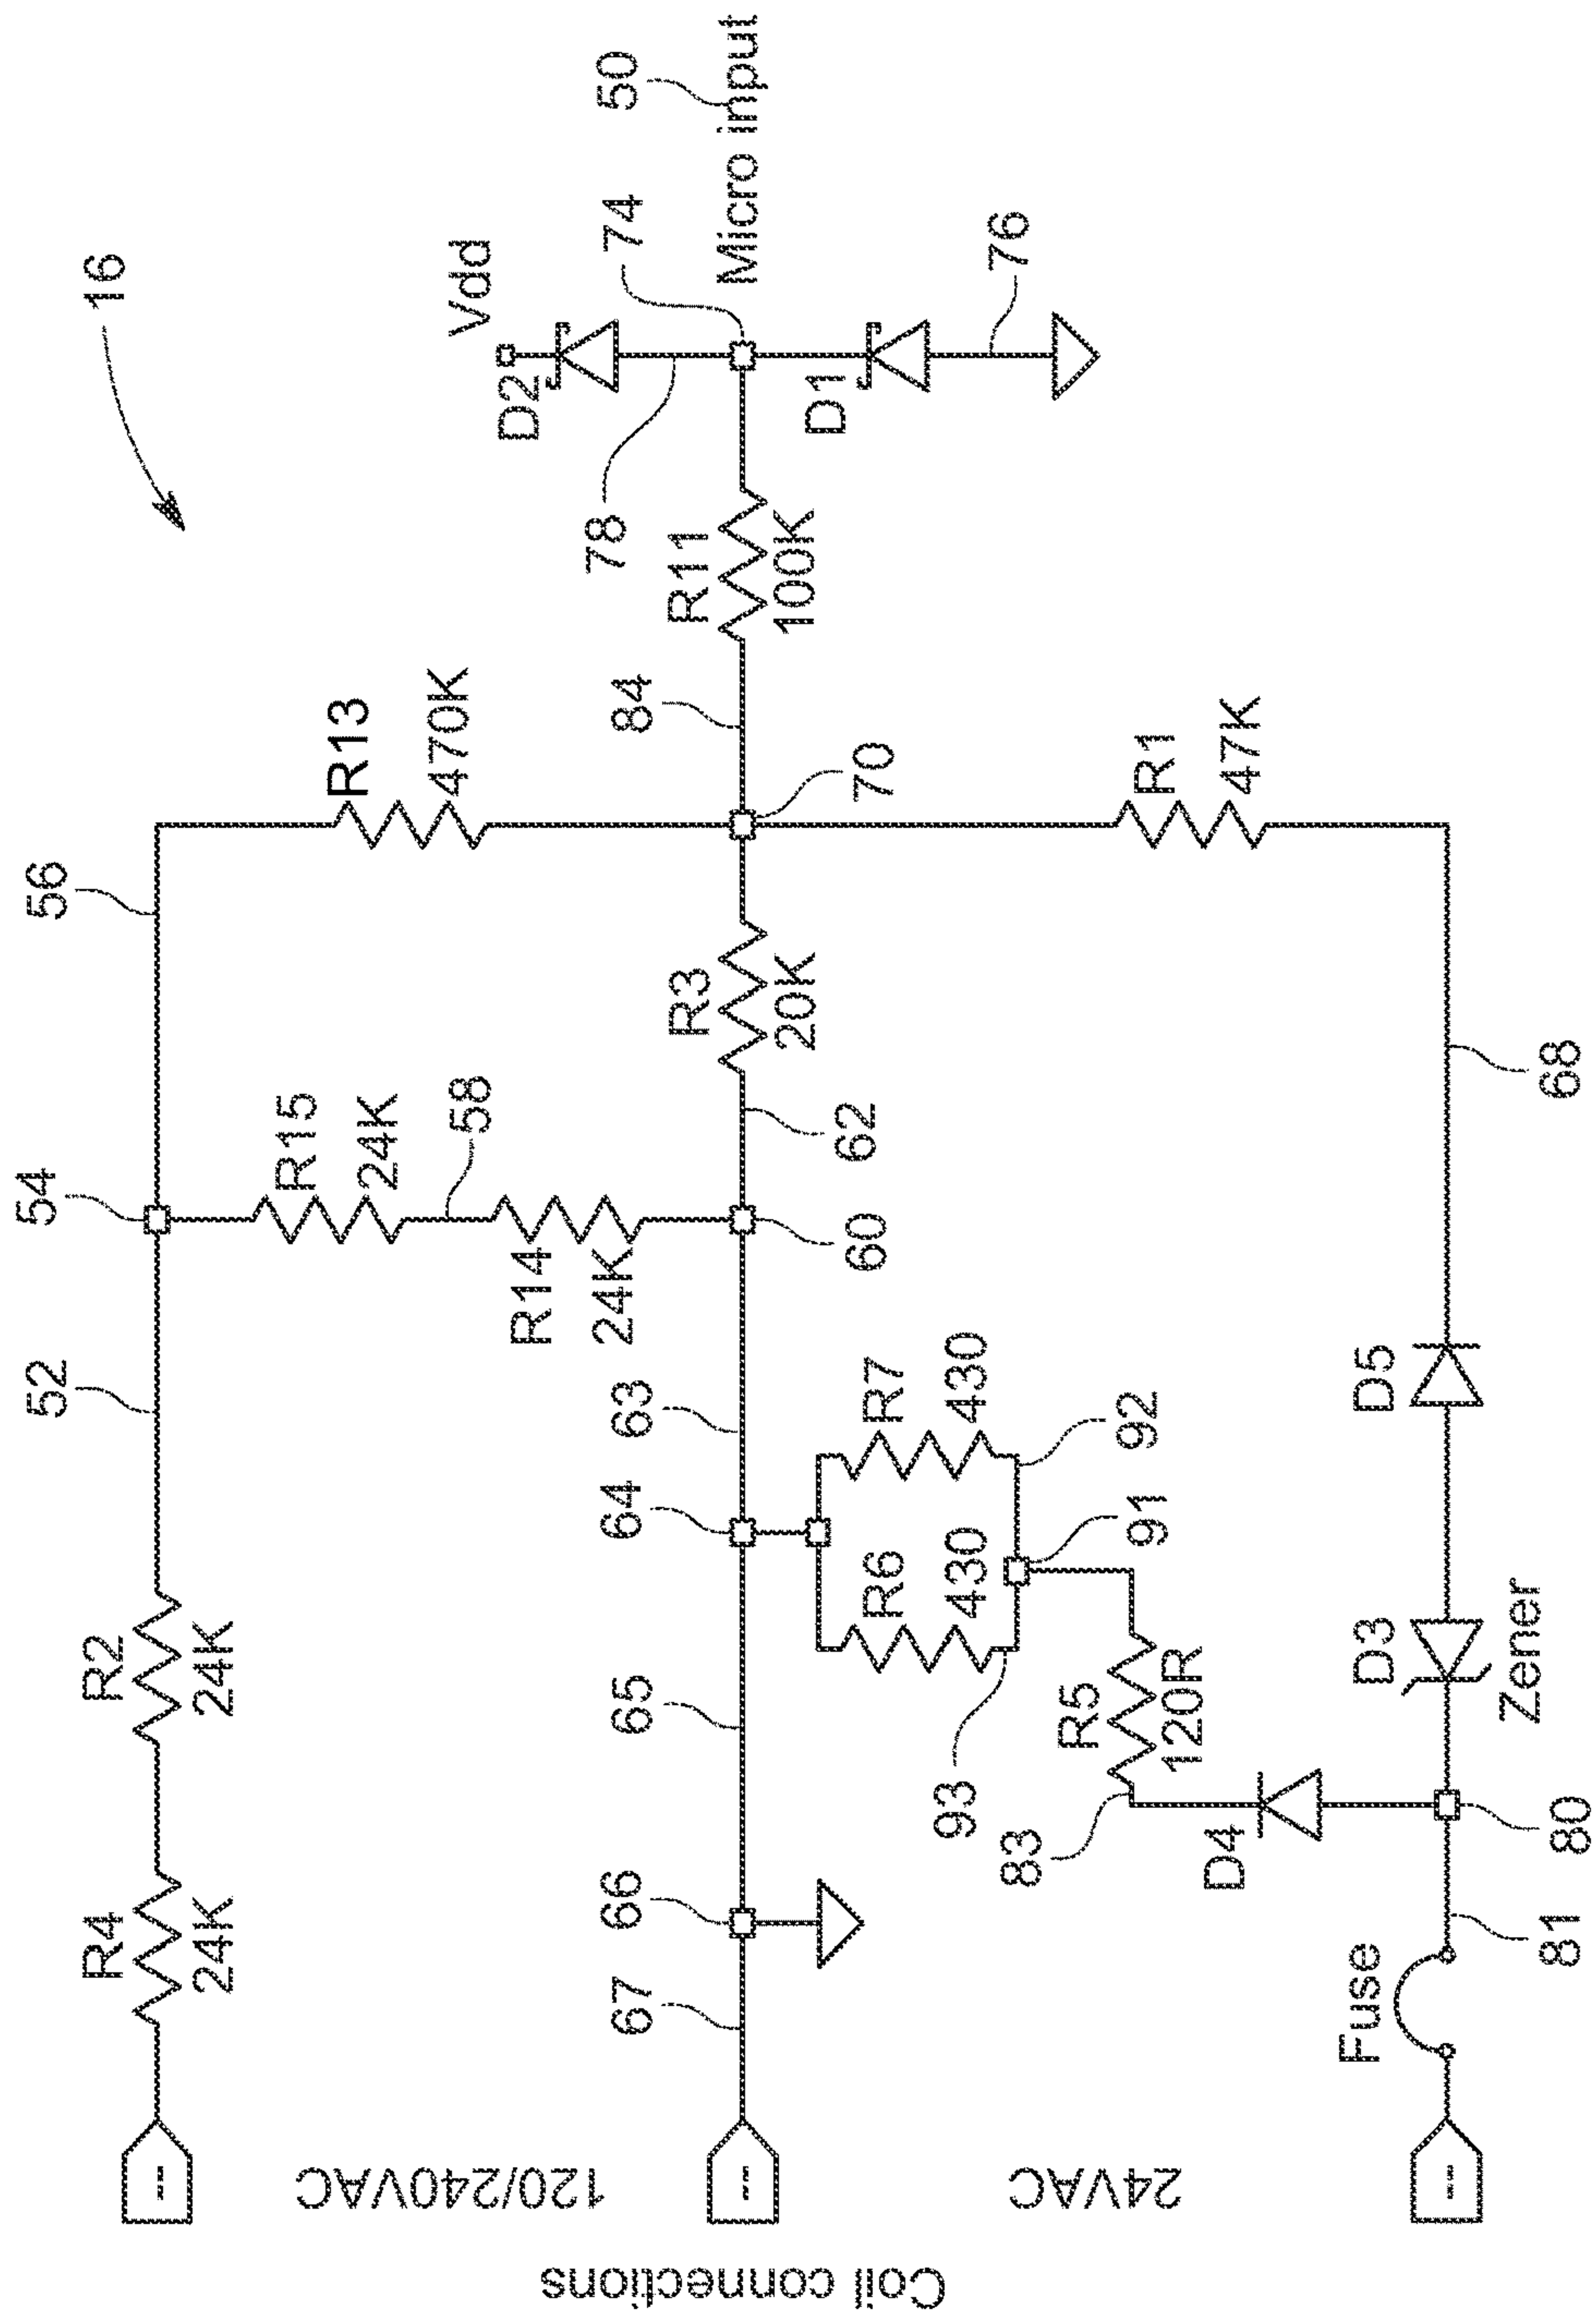 16
Vdd
D2
74
50
Micro input
78
D1
76
R11
100K
84
70
R13
470K
R1
47K
56
54
52
R15
24K
58
R14
24K
R3
20K
62
60
68
R2
24K
R4
24K
63
64
65
66
67
R7
430
R6
430
92
91
93
R5
120R
83
D4
D5
D3
Zener
80
81
Fuse
120/240VAC
24VAC
Coil connections